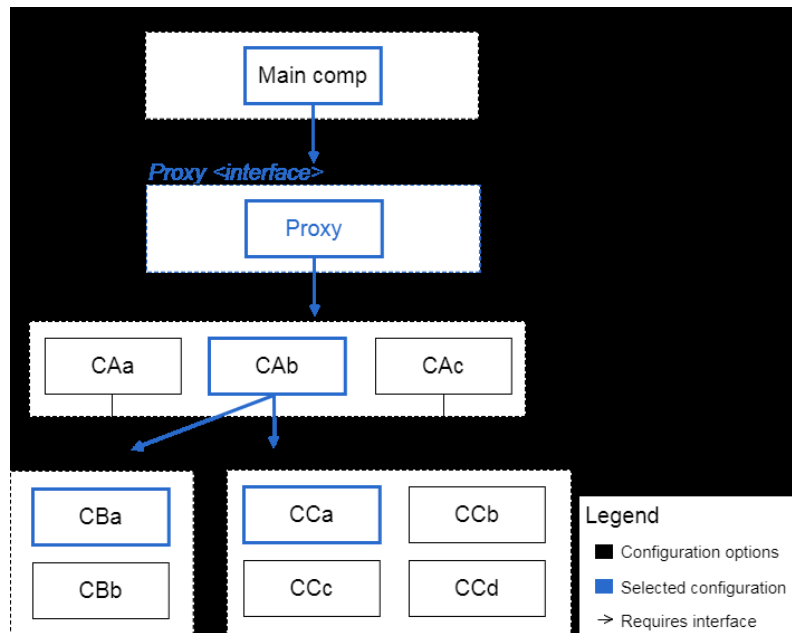 Main comp
Proxy <interface>
Proxy
CAa CAb CAc
CBa CCa CCb
CBb CCc CCd
Legend
Configuration options
Selected configuration
Requires interface